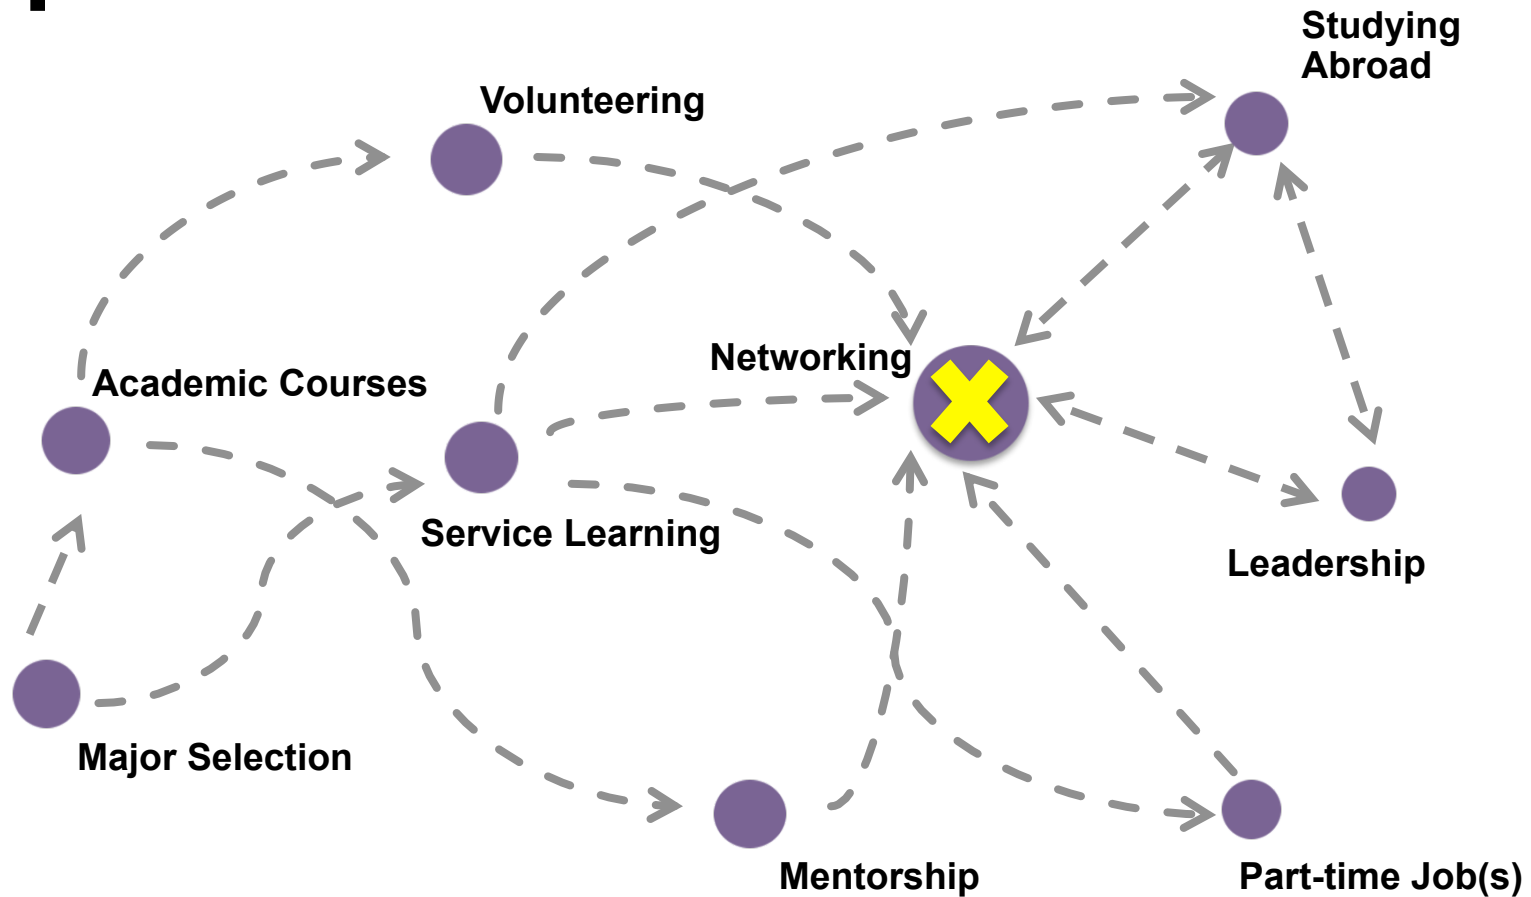 Studying
Abroad
Volunteering
Networking
Academic Courses
Service Learning
Leadership
Major Selection
Mentorship
Part-time Job(s)